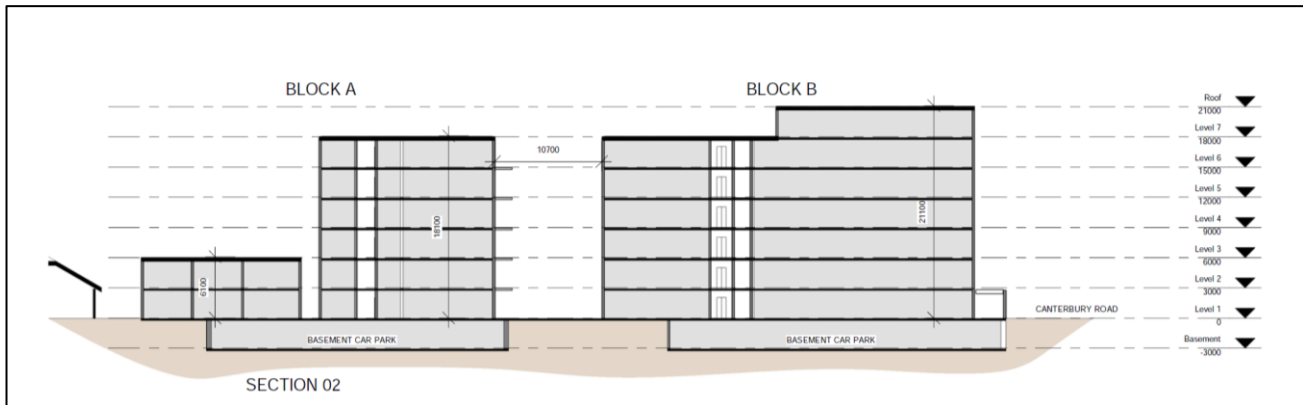 BLOCK A
BLOCK B
Roof
21000
Level 7
18000
10700
Level 6
15000
Level 5
12000
18100
21100
Level 4
9000
Level 3
6000
6100
Level 2
3000
CANTERBURY ROAD
Level 1
0
BASEMENT CAR PARK
BASEMENT CAR PARK
Basement
-3000
SECTION 02